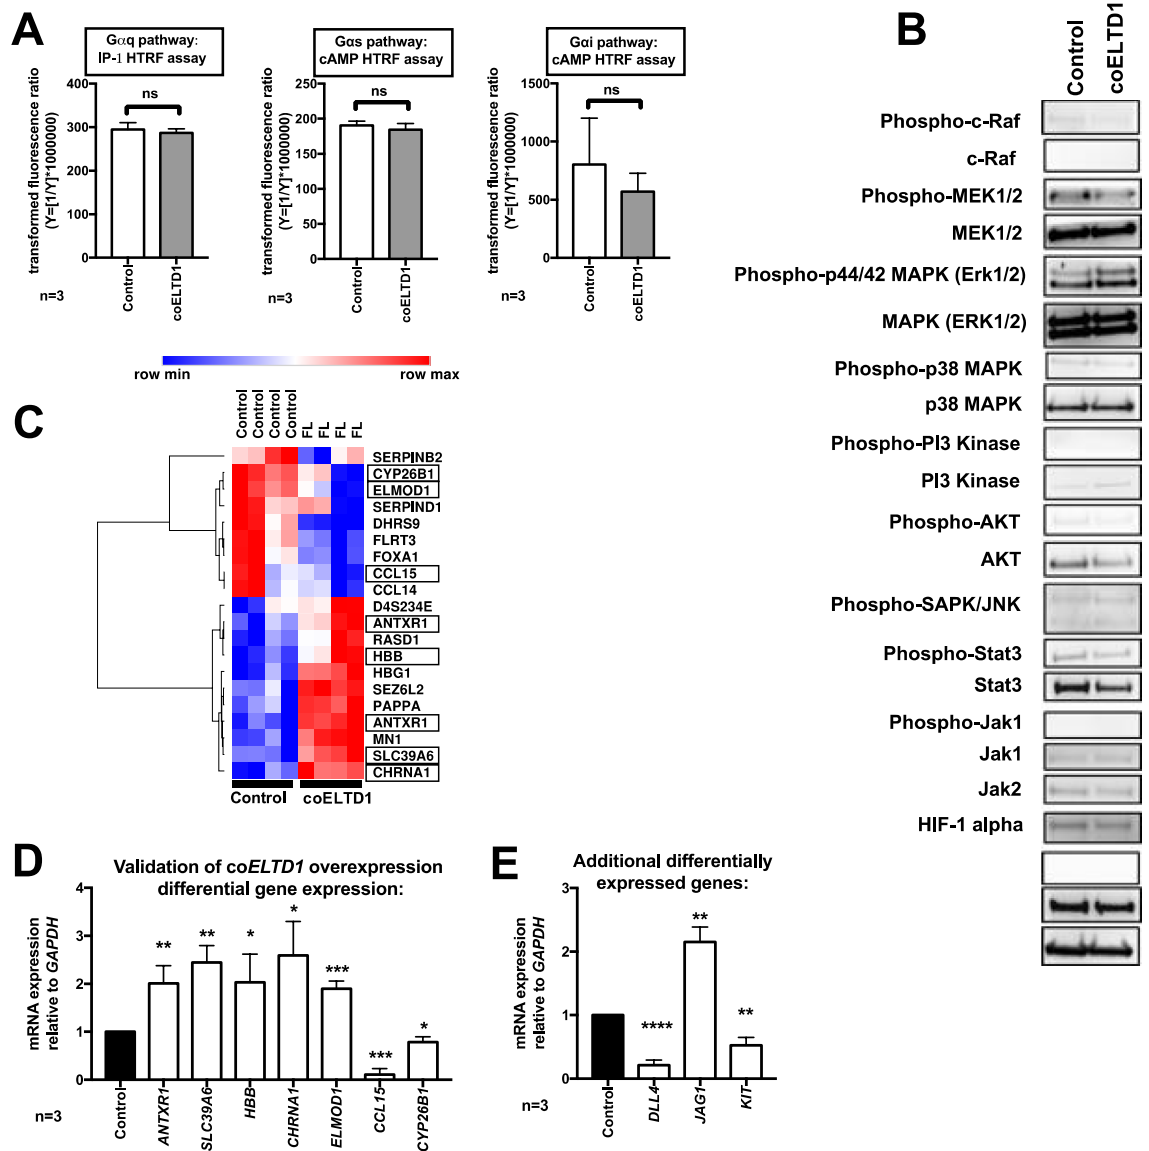 A
Gαq pathway:
IP-1 HTRF assay
transformed fluorescence ratio
(Y=[1/Y]*1000000)
400
300
200
100
0
ns
Control
coELTD1
n=3
Gαs pathway:
cAMP HTRF assay
transformed fluorescence ratio
(Y=[1/Y]*1000000)
250
200
150
100
50
0
ns
Control
coELTD1
n=3
Gαi pathway:
cAMP HTRF assay
transformed fluorescence ratio
(Y=[1/Y]*1000000)
1500
1000
500
0
ns
Control
coELTD1
n=3
B
Control
coELTD1
Phospho-c-Raf
c-Raf
Phospho-MEK1/2
MEK1/2
Phospho-p44/42 MAPK (Erk1/2)
MAPK (ERK1/2)
Phospho-p38 MAPK
p38 MAPK
Phospho-PI3 Kinase
PI3 Kinase
Phospho-AKT
AKT
Phospho-SAPK/JNK
Phospho-Stat3
Stat3
Phospho-Jak1
Jak1
Jak2
HIF-1 alpha
C
row min
row max
Control
Control
Control
Control
FL
FL
FL
FL
SERPINB2
CYP26B1
ELMOD1
SERPIND1
DHRS9
FLRT3
FOXA1
CCL15
CCL14
D4S234E
ANTXR1
RASD1
HBB
HBG1
SEZ6L2
PAPPA
ANTXR1
MN1
SLC39A6
CHRNA1
Control
coELTD1
D
Validation of coELTD1 overexpression
differential gene expression:
mRNA expression
relative to GAPDH
4
3
2
1
0
**
**
*
*
***
***
*
Control
ANTXR1
SLC39A6
HBB
CHRNA1
ELMOD1
CCL15
CYP26B1
n=3
E
Additional differentially
expressed genes:
mRNA expression
relative to GAPDH
3
2
1
0
****
**
**
Control
DLL4
JAG1
KIT
n=3